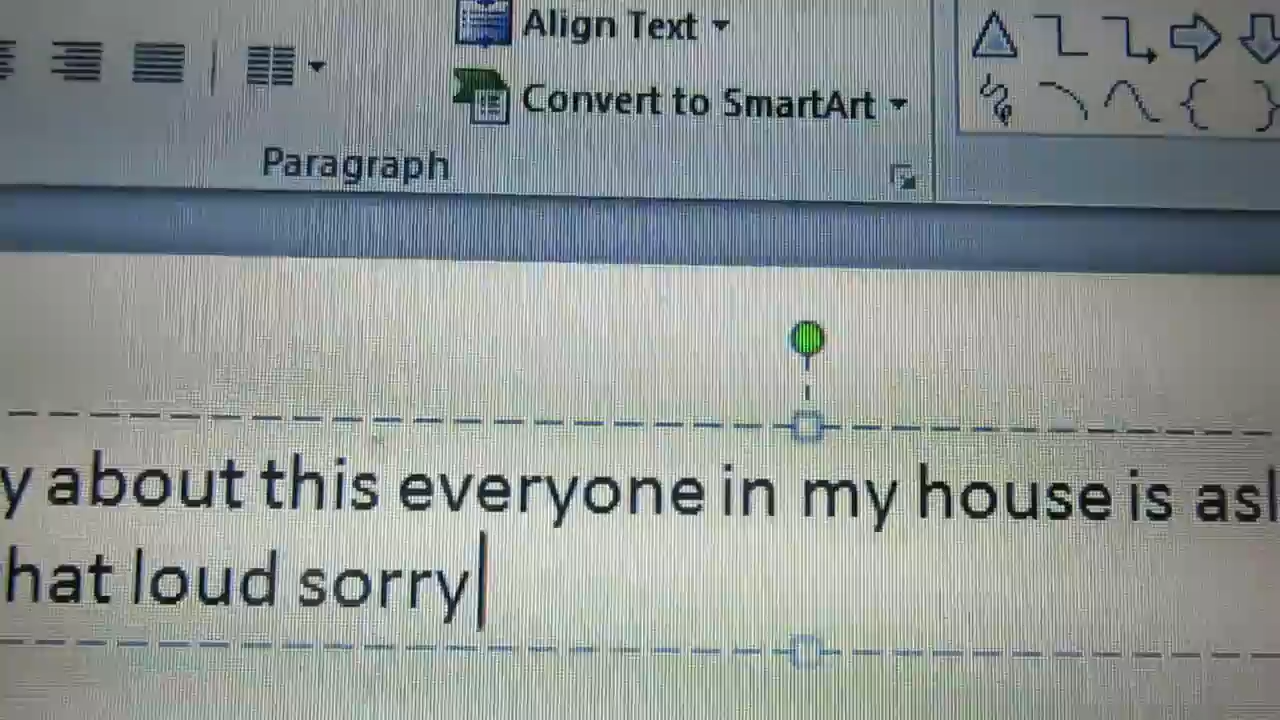 Align Text
Convert to SmartArt
Paragraph
y about this everyone in my house is asl
hat loud sorry